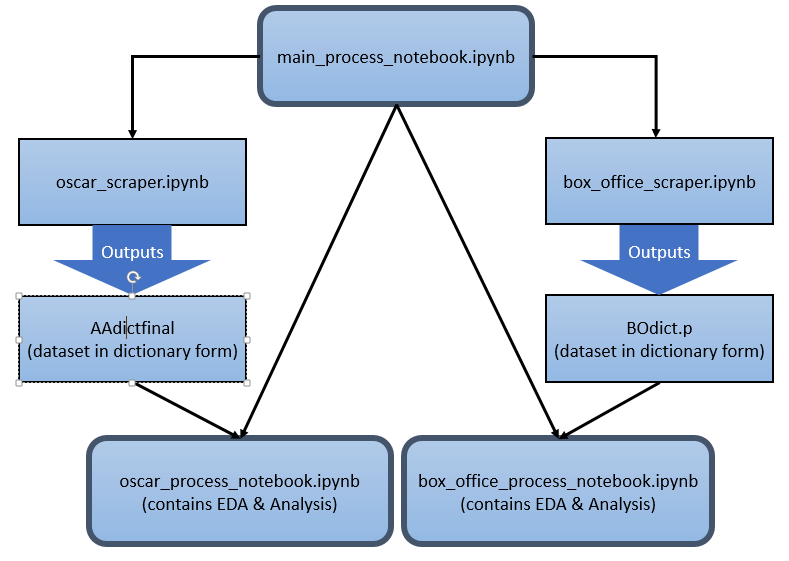 main_process_notebook.ipynb
oscar_scraper.ipynb
box_office_scraper.ipynb
Outputs
Outputs
AAdictfinal
(dataset in dictionary form)
BOdict.p
(dataset in dictionary form)
oscar_process_notebook.ipynb
(contains EDA & Analysis)
box_office_process_notebook.ipynb
(contains EDA & Analysis)